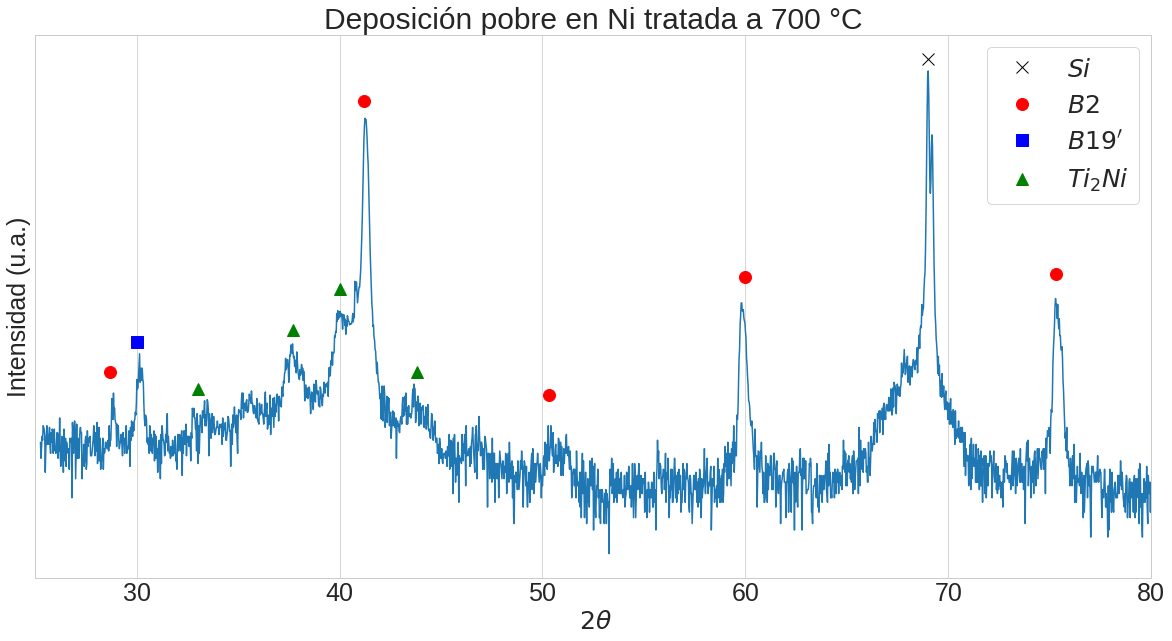 Deposición pobre en Ni tratada a 700 °C
Intensidad (u.a.)
Si
B2
B19′
Ti₂Ni
30 40 50 60 70 80
2θ